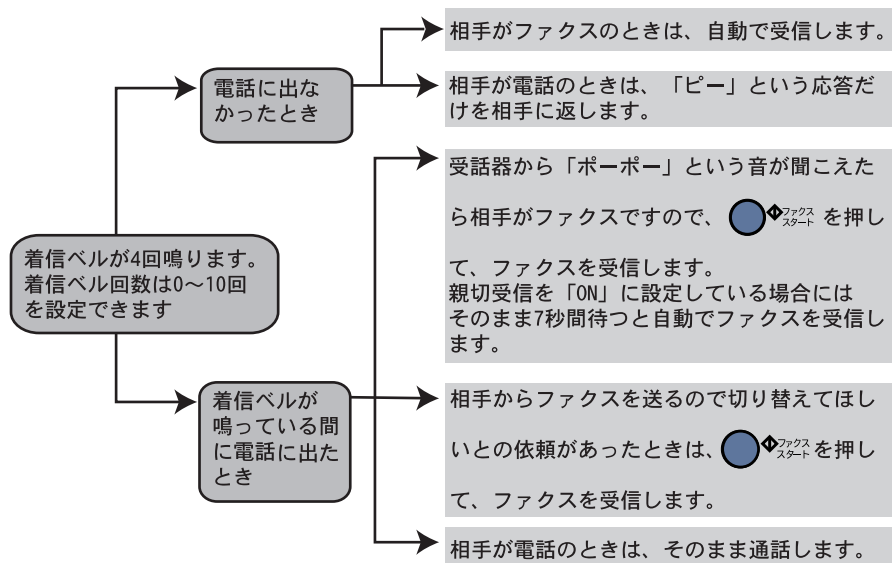 着信ベルが4回鳴ります。
着信ベル回数は0～10回
を設定できます
電話に出な
かったとき
相手がファクスのときは、自動で受信します。
相手が電話のときは、「ピー」という応答だ
けを相手に返します。
着信ベルが
鳴っている間
に電話に出た
とき
受話器から「ポーポー」という音が聞こえた
ら相手がファクスですので、 ファクス
スタート を押し
て、ファクスを受信します。
親切受信を「ON」に設定している場合には
そのまま7秒間待つと自動でファクスを受信し
ます。
相手からファクスを送るので切り替えてほし
いとの依頼があったときは、 ファクス
スタート を押し
て、ファクスを受信します。
相手が電話のときは、そのまま通話します。